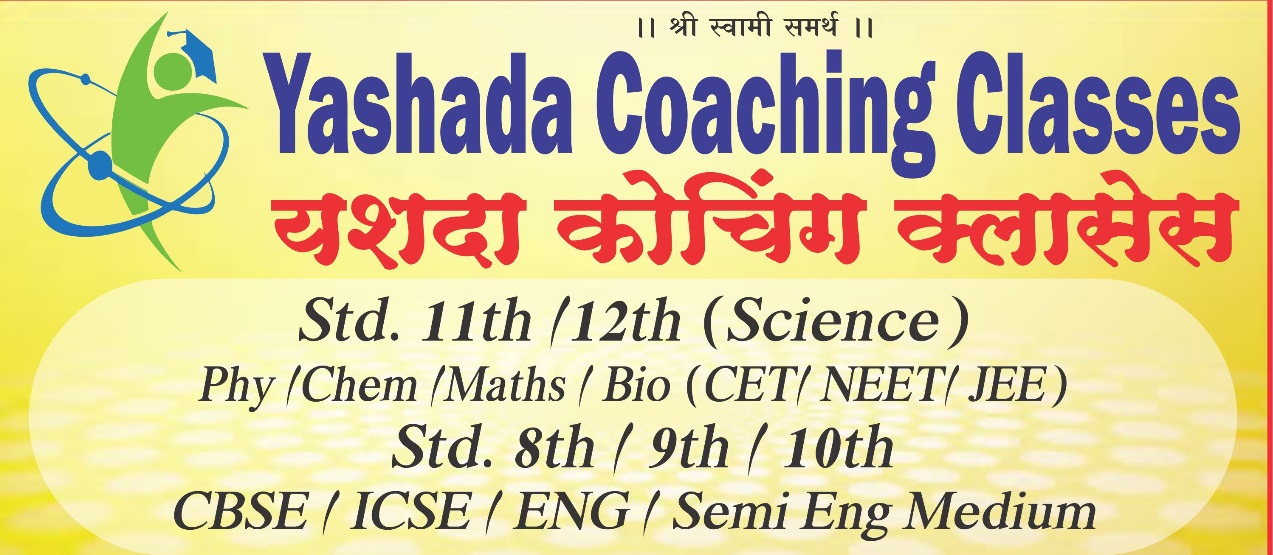 ।। श्री स्वामी समर्थ ।।
Yashada Coaching Classes
यशदा कोचिंग क्लासेस
Std. 11th /12th (Science)
Phy /Chem /Maths / Bio (CET/ NEET/ JEE)
Std. 8th / 9th / 10th
CBSE / ICSE / ENG / Semi Eng Medium